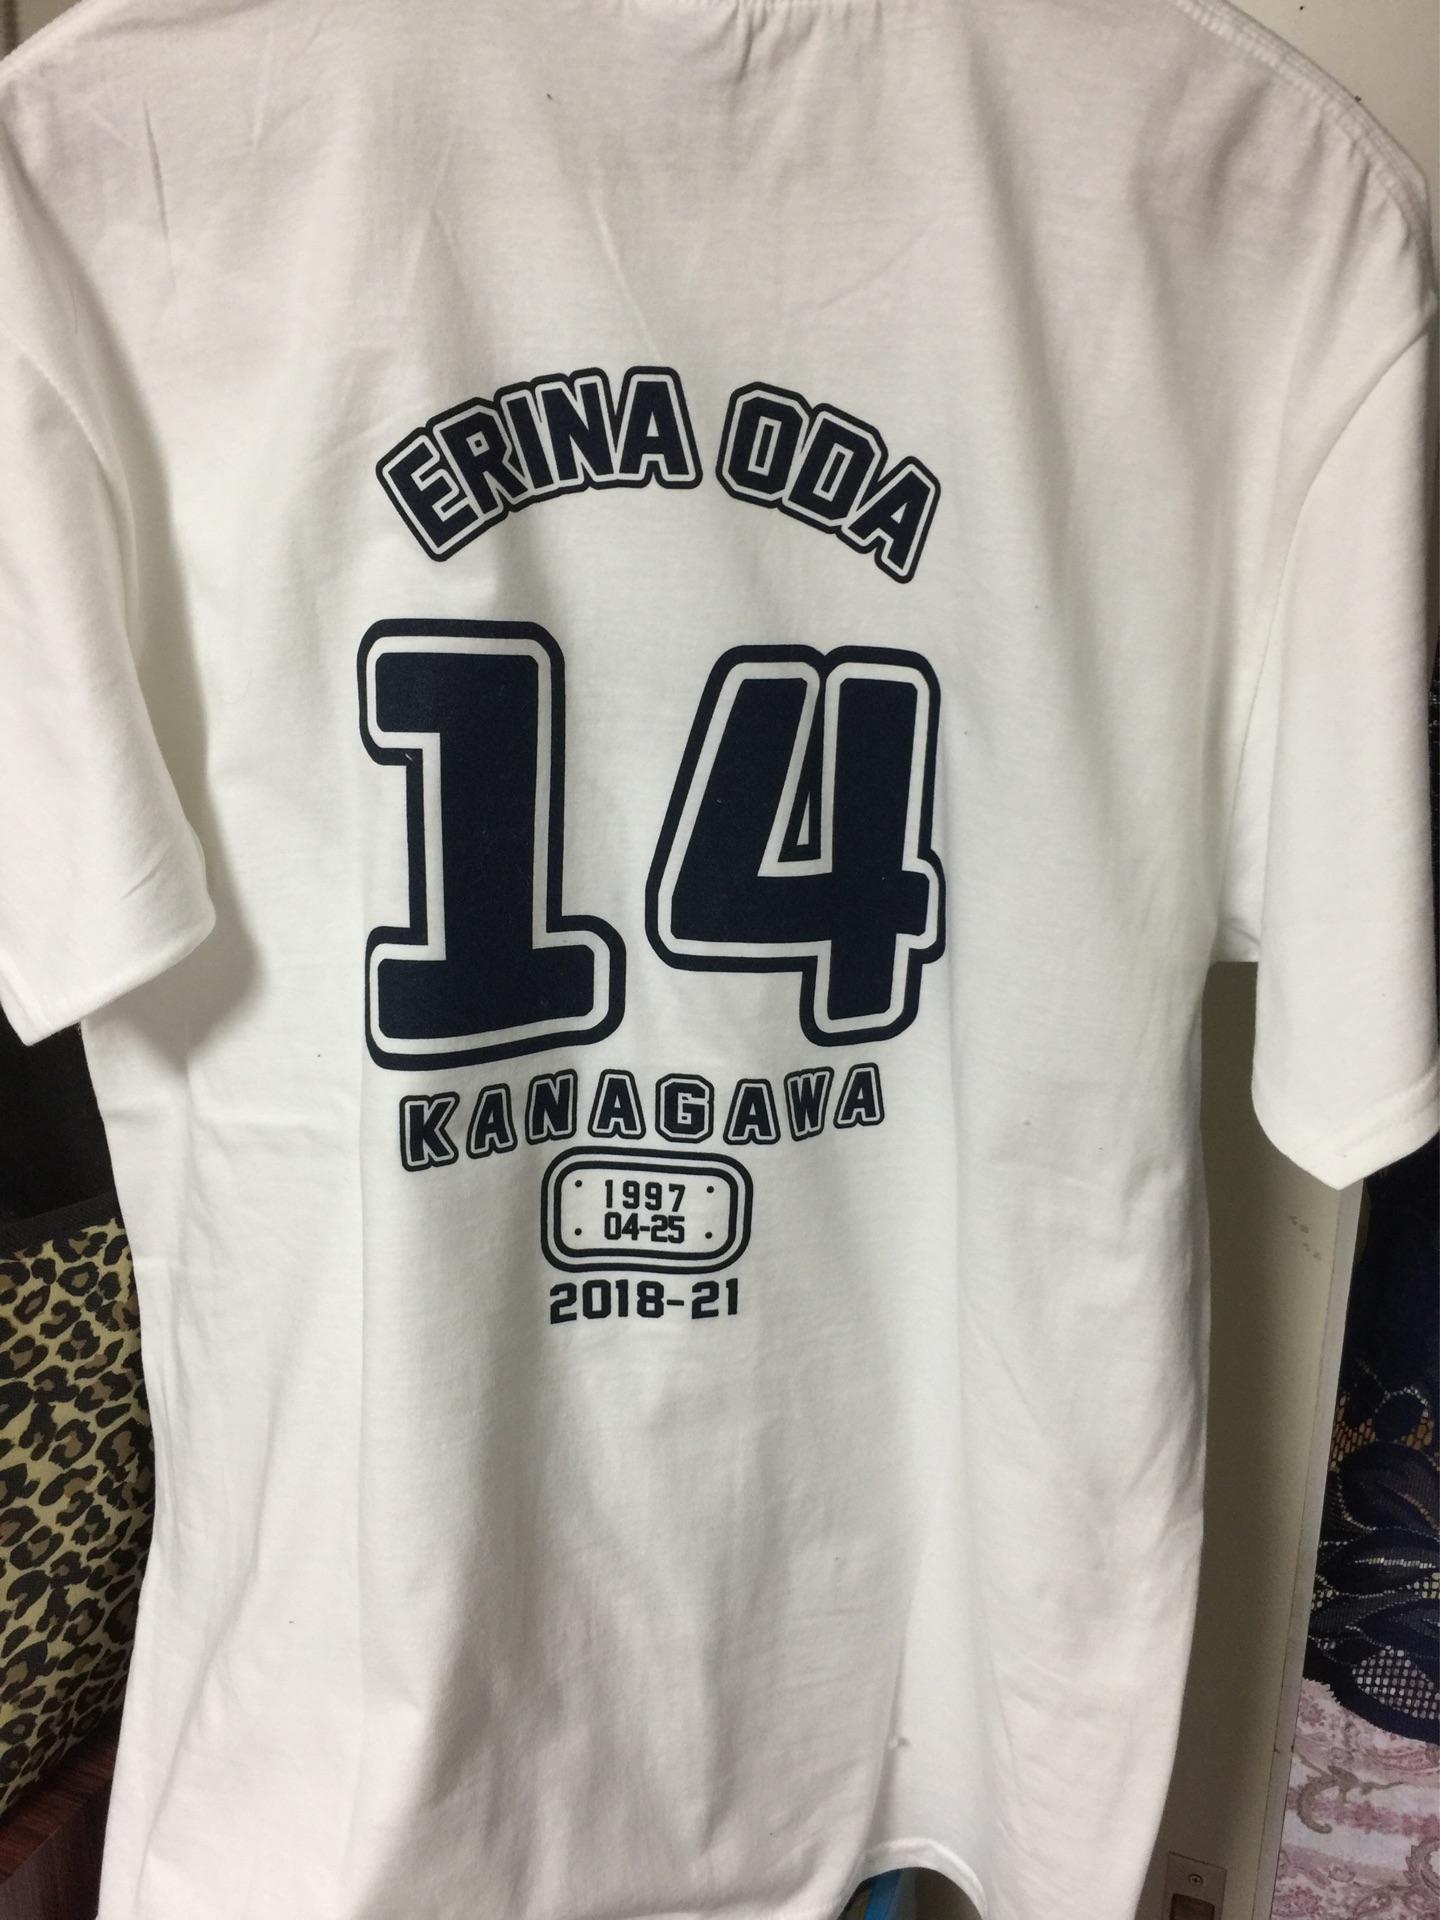 ERINA ODA
14
KANAGAWA
1997
04-25
2018-21